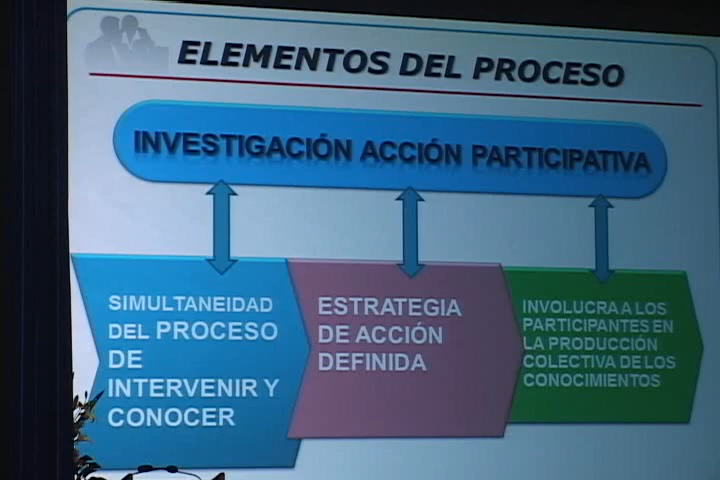 ELEMENTOS DEL PROCESO
INVESTIGACIÓN ACCIÓN PARTICIPATIVA
SIMULTANEIDAD
DEL PROCESO
DE
INTERVENIR Y
CONOCER
ESTRATEGIA
DE ACCIÓN
DEFINIDA
INVOLUCRA A LOS
PARTICIPANTES EN
LA PRODUCCIÓN
COLECTIVA DE LOS
CONOCIMIENTOS